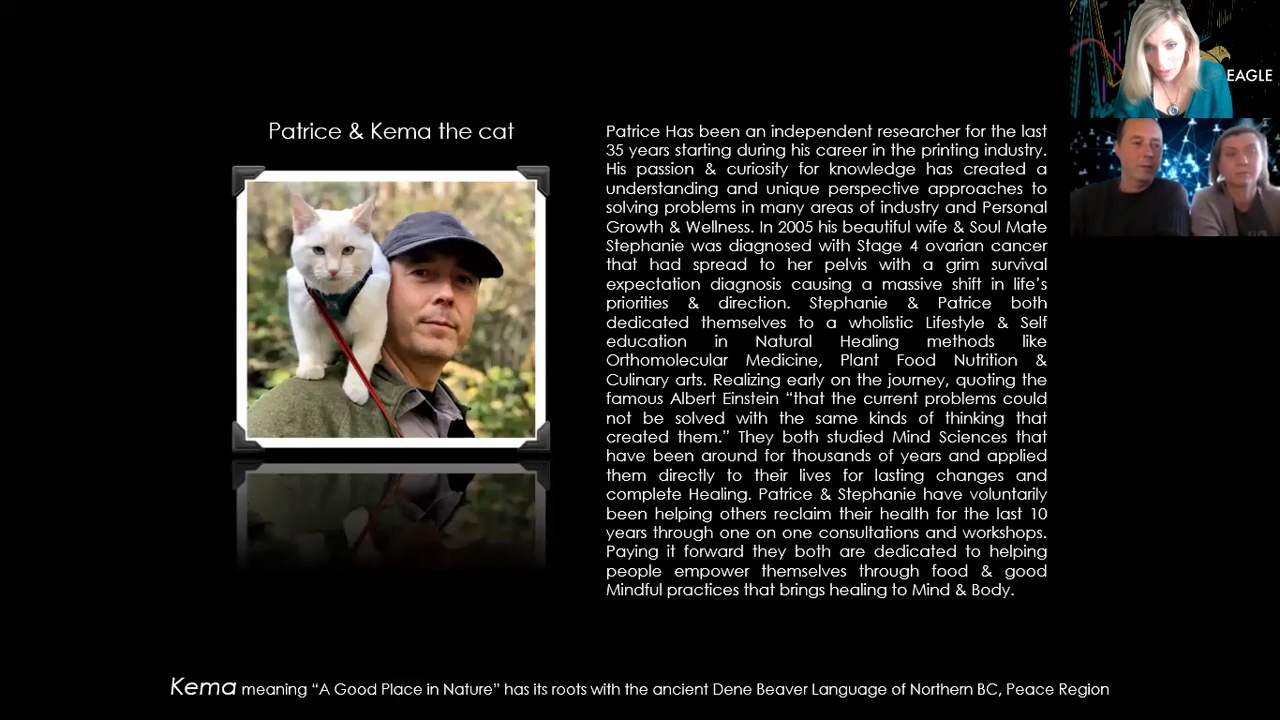 Patrice & Kema the cat
Patrice Has been an independent researcher for the last
35 years starting during his career in the printing industry.
His passion & curiosity for knowledge has created a
understanding and unique perspective approaches to
solving problems in many areas of industry and Personal
Growth & Wellness. In 2005 his beautiful wife & Soul Mate
Stephanie was diagnosed with Stage 4 ovarian cancer
that had spread to her pelvis with a grim survival
expectation diagnosis causing a massive shift in life's
priorities & direction. Stephanie & Patrice both
dedicated themselves to a wholistic Lifestyle & Self
education in Natural Healing methods like
Orthomolecular Medicine, Plant Food Nutrition &
Culinary arts. Realizing early on the journey, quoting the
famous Albert Einstein “that the current problems could
not be solved with the same kinds of thinking that
created them.” They both studied Mind Sciences that
have been around for thousands of years and applied
them directly to their lives for lasting changes and
complete Healing. Patrice & Stephanie have voluntarily
been helping others reclaim their health for the last 10
years through one on one consultations and workshops.
Paying it forward they both are dedicated to helping
people empower themselves through food & good
Mindful practices that brings healing to Mind & Body.
Kema meaning “A Good Place in Nature” has its roots with the ancient Dene Beaver Language of Northern BC, Peace Region
EAGLE